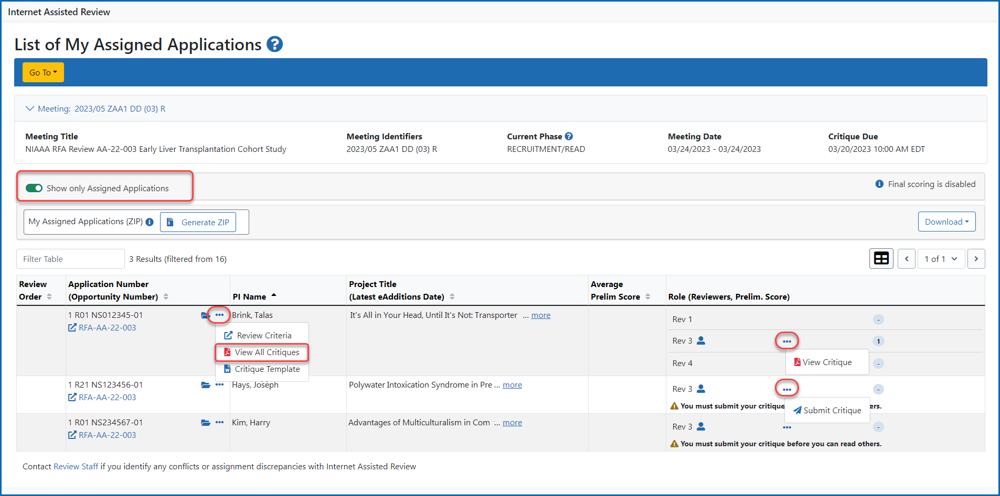 Internet Assisted Review
List of My Assigned Applications ?
Go To
Meeting: 2023/05 ZAA1 DD (03) R
Meeting Title
NIAAA RFA Review AA-22-003 Early Liver Transplantation Cohort Study
Meeting Identifiers
2023/05 ZAA1 DD (03) R
Current Phase ?
RECRUITMENT/READ
Meeting Date
03/24/2023 - 03/24/2023
Critique Due
03/20/2023 10:00 AM EDT
Show only Assigned Applications
i Final scoring is disabled
My Assigned Applications (ZIP) i Generate ZIP
Download
Filter Table 3 Results (filtered from 16)
1 of 1
Review Order
Application Number (Opportunity Number)
PI Name
Project Title (Latest eAdditions Date)
Average Prelim Score
Role (Reviewers, Prelim. Score)
1 R01 NS012345-01
RFA-AA-22-003
Review Criteria
View All Critiques
Critique Template
Brink, Talas
It's All in Your Head, Until It's Not: Transporter ... more
Rev 1 -
Rev 3 ... 1
View Critique
Rev 4 -
1 R21 NS123456-01
RFA-AA-22-003
Hays, Joseph
Polywater Intoxication Syndrome in Pre ... more
Rev 3 ... -
Submit Critique
You must submit your critique ers.
1 R01 NS234567-01
RFA-AA-22-003
Kim, Harry
Advantages of Multiculturalism in Com ... more
Rev 3 ... -
You must submit your critique before you can read others.
Contact Review Staff if you identify any conflicts or assignment discrepancies with Internet Assisted Review